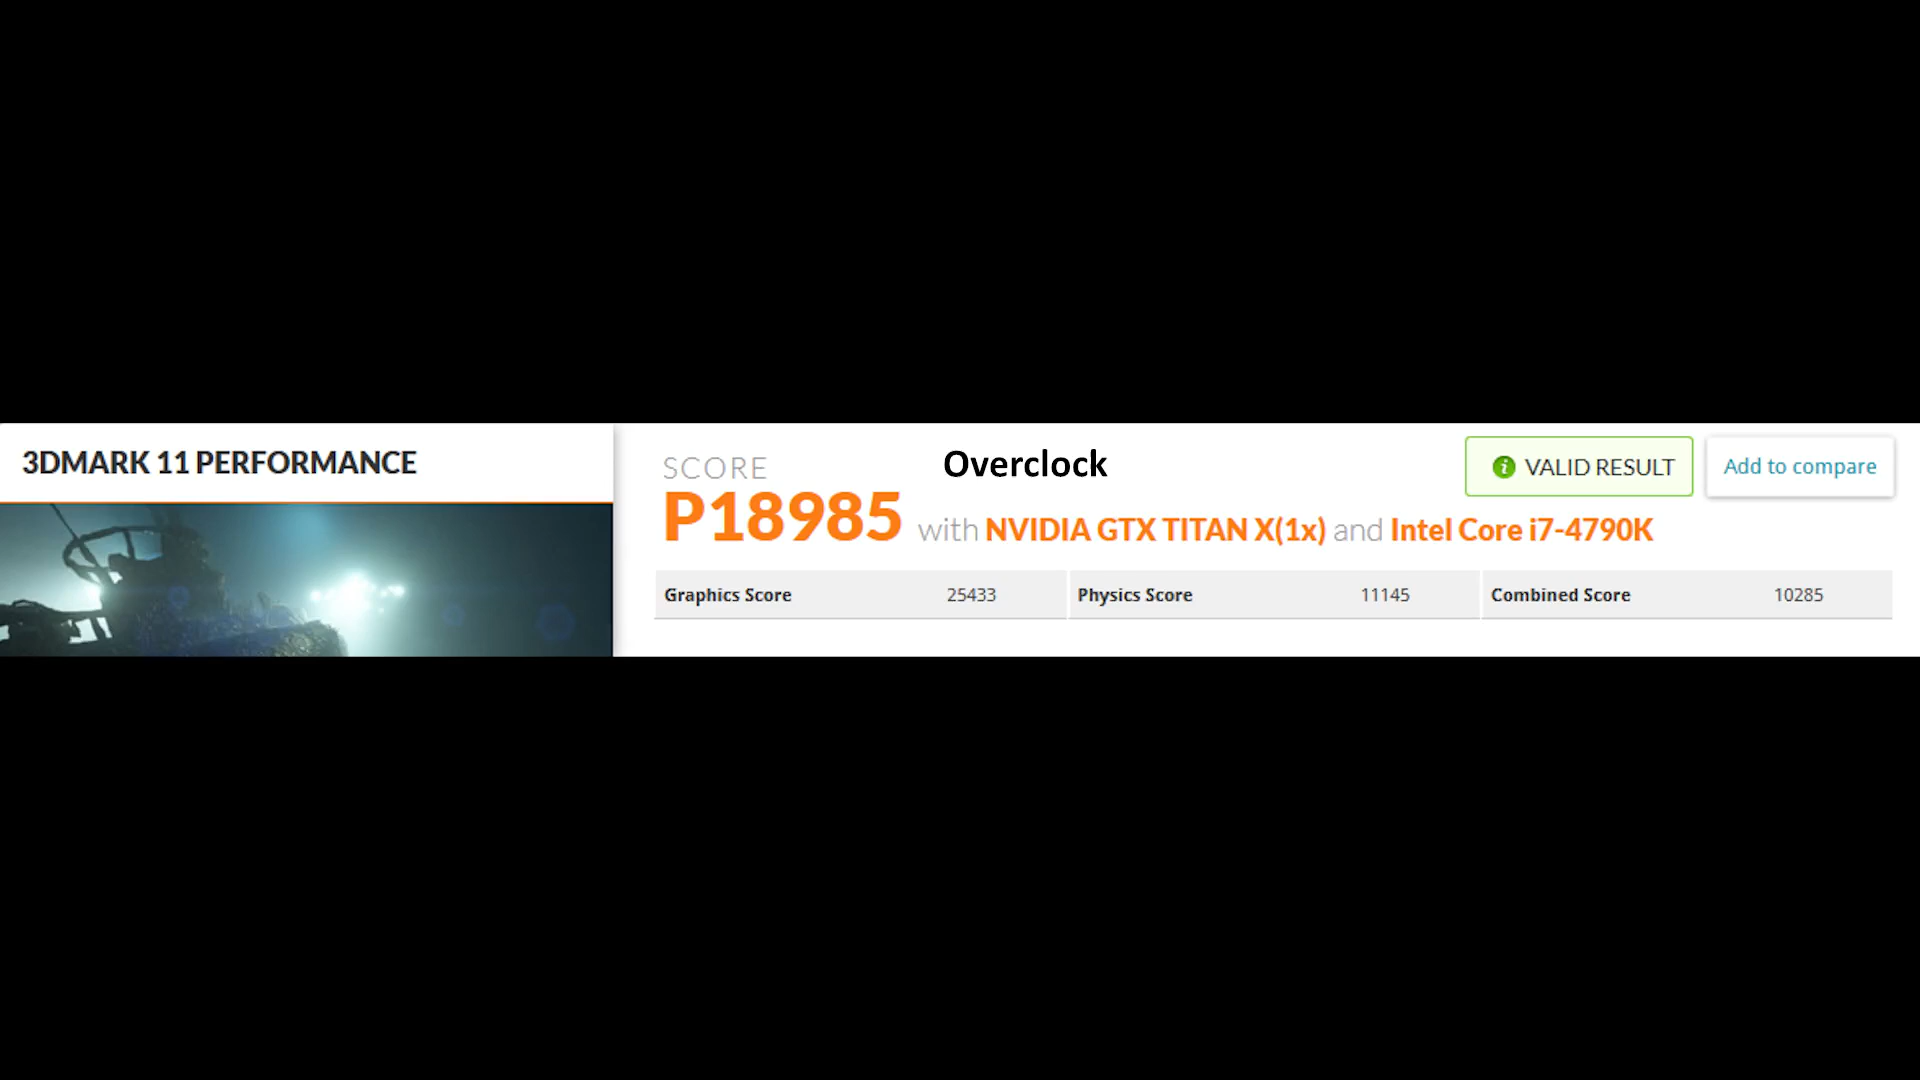 3DMARK 11 PERFORMANCE
SCORE Overclock
VALID RESULT
Add to compare
P18985 with NVIDIA GTX TITAN X(1x) and Intel Core i7-4790K
Graphics Score 25433 Physics Score 11145 Combined Score 10285